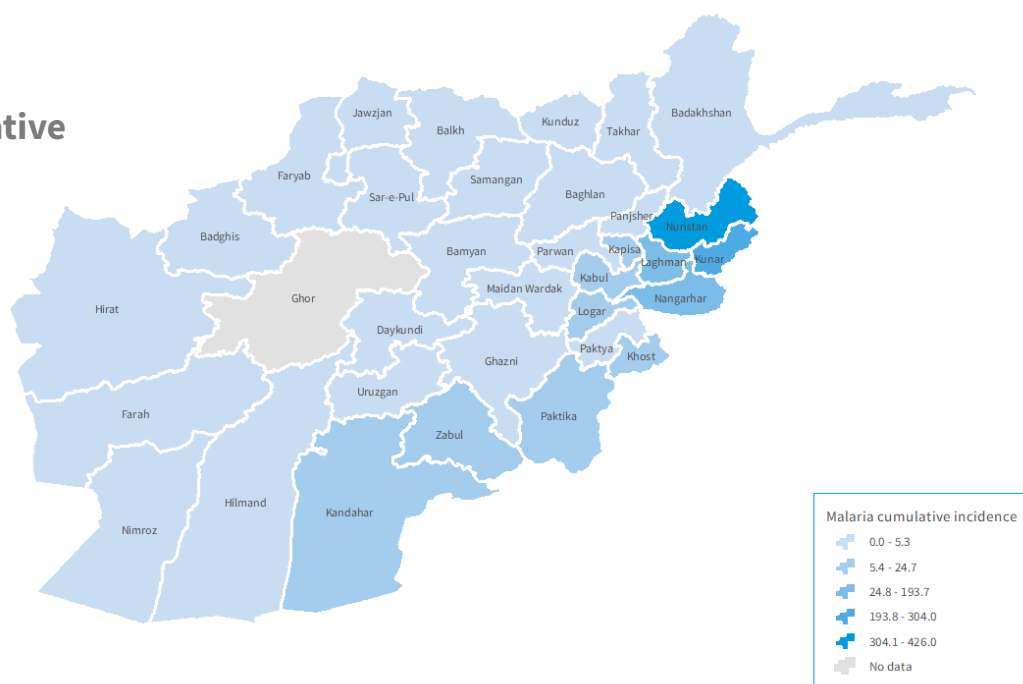 ative
Jawzjan
Balkh
Kunduz
Takhar
Badakhshan
Faryab
Sar-e-Pul
Samangan
Baghlan
Panjsher
Nuristan
Badghis
Bamyan
Parwan
Kapisa
Laghman
Kunar
Kabul
Maidan Wardak
Nangarhar
Ghor
Hirat
Logar
Daykundi
Paktya
Khost
Ghazni
Uruzgan
Farah
Paktika
Zabul
Hilmand
Kandahar
Nimroz
Malaria cumulative incidence
0.0 - 5.3
5.4 - 24.7
24.8 - 193.7
193.8 - 304.0
304.1 - 426.0
No data